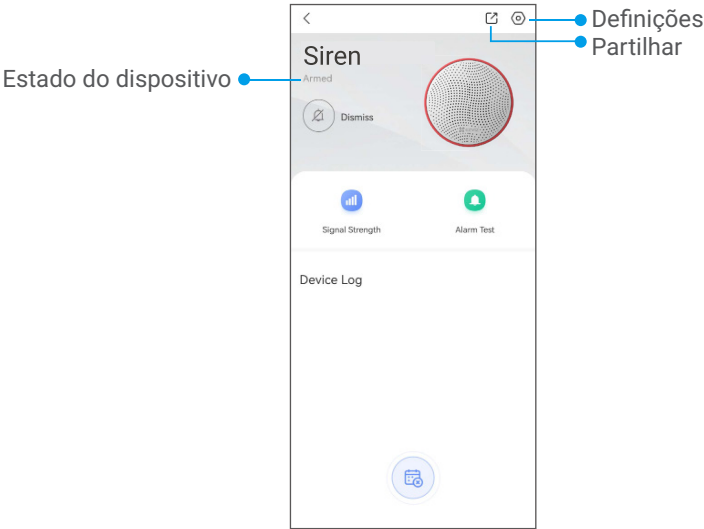 Definições
Partilhar
Siren
Estado do dispositivo
Armed
Dismiss
Signal Strength
Alarm Test
Device Log